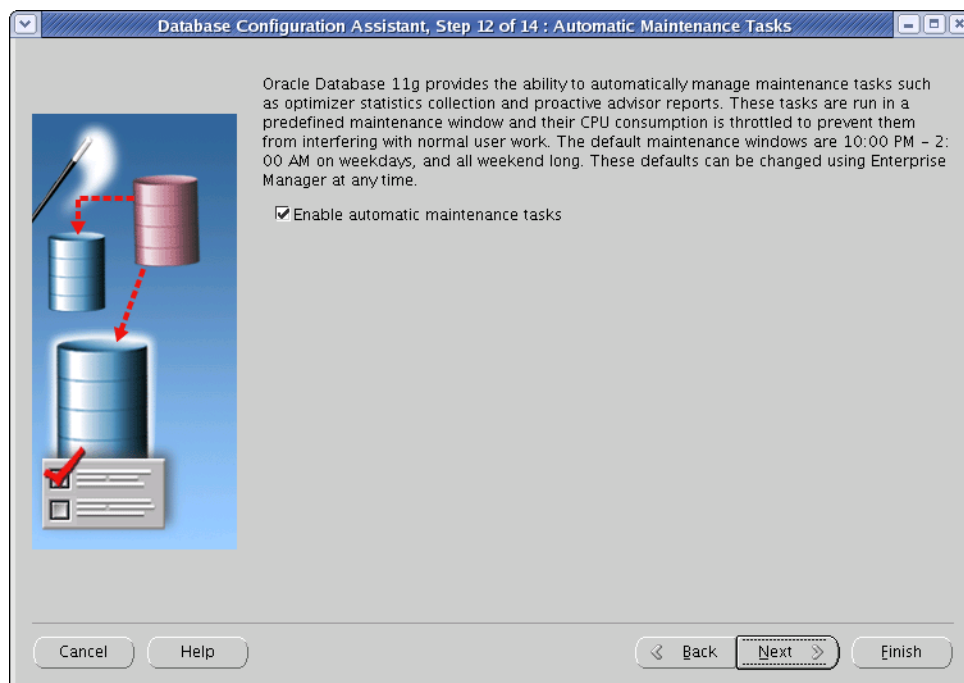 Database Configuration Assistant, Step 12 of 14 : Automatic Maintenance Tasks
Oracle Database 11g provides the ability to automatically manage maintenance tasks such
as optimizer statistics collection and proactive advisor reports. These tasks are run in a
predefined maintenance window and their CPU consumption is throttled to prevent them
from interfering with normal user work. The default maintenance windows are 10:00 PM – 2:
00 AM on weekdays, and all weekend long. These defaults can be changed using Enterprise
Manager at any time.
Enable automatic maintenance tasks
Cancel
Help
Back
Next
Finish